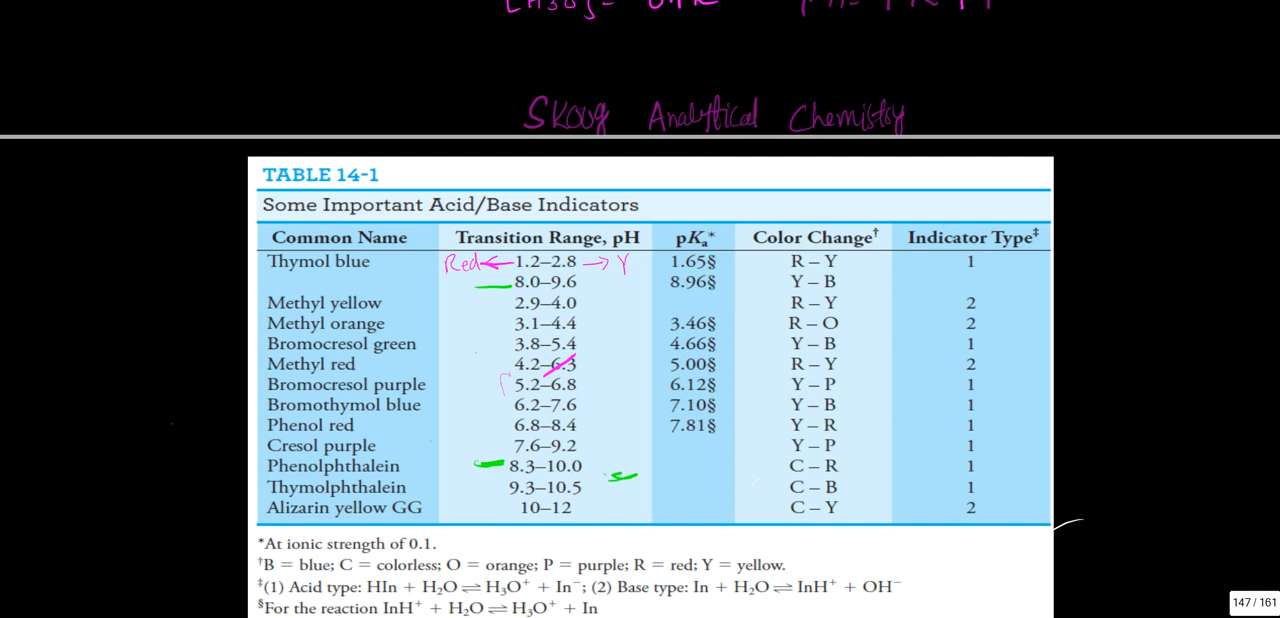 SKOUg Analytical Chemistry
TABLE 14-1
Some Important Acid/Base Indicators
Common Name Transition Range, pH pKₐ* Color Change† Indicator Type‡
Thymol blue Red ← 1.2–2.8 → Y 1.65§ R – Y 1
8.0–9.6 8.96§ Y – B
Methyl yellow 2.9–4.0 R – Y 2
Methyl orange 3.1–4.4 3.46§ R – O 2
Bromocresol green 3.8–5.4 4.66§ Y – B 1
Methyl red 4.2–6.3 5.00§ R – Y 2
Bromocresol purple 5.2–6.8 6.12§ Y – P 1
Bromothymol blue 6.2–7.6 7.10§ Y – B 1
Phenol red 6.8–8.4 7.81§ Y – R 1
Cresol purple 7.6–9.2 Y – P 1
Phenolphthalein 8.3–10.0 C – R 1
Thymolphthalein 9.3–10.5 C – B 1
Alizarin yellow GG 10–12 C – Y 2
*At ionic strength of 0.1.
†B = blue; C = colorless; O = orange; P = purple; R = red; Y = yellow.
‡(1) Acid type: HIn + H₂O ⇌ H₃O⁺ + In⁻; (2) Base type: In + H₂O ⇌ InH⁺ + OH⁻
§For the reaction InH⁺ + H₂O ⇌ H₃O⁺ + In
147 / 161